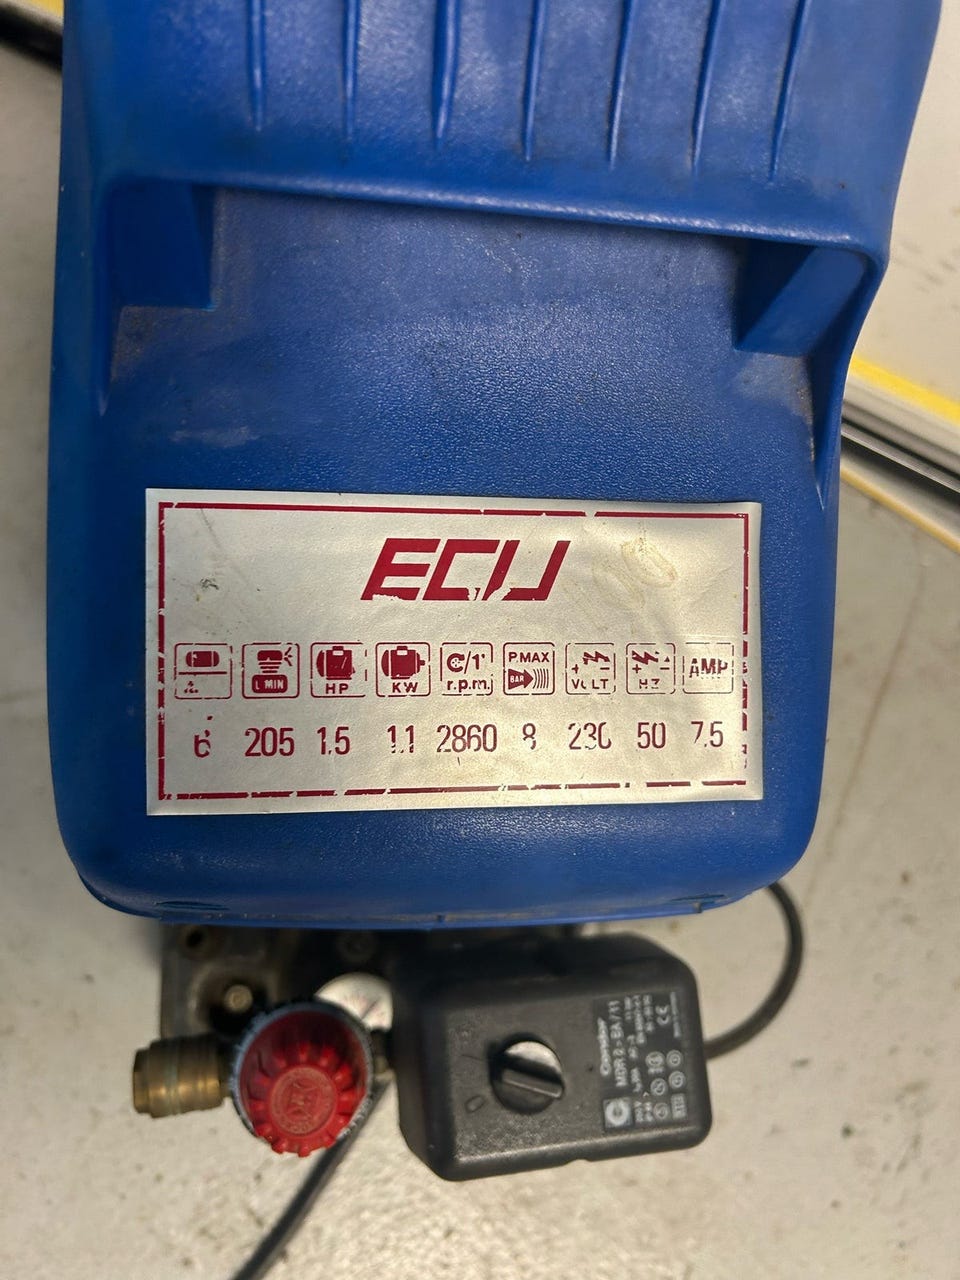 ECU
L MIN HP KW r.p.m. PMAX BAR VOLT HZ AMP
6 205 1.5 1.1 2860 8 230 50 7.5
Condor
MDR 2 - EA / 11
CE